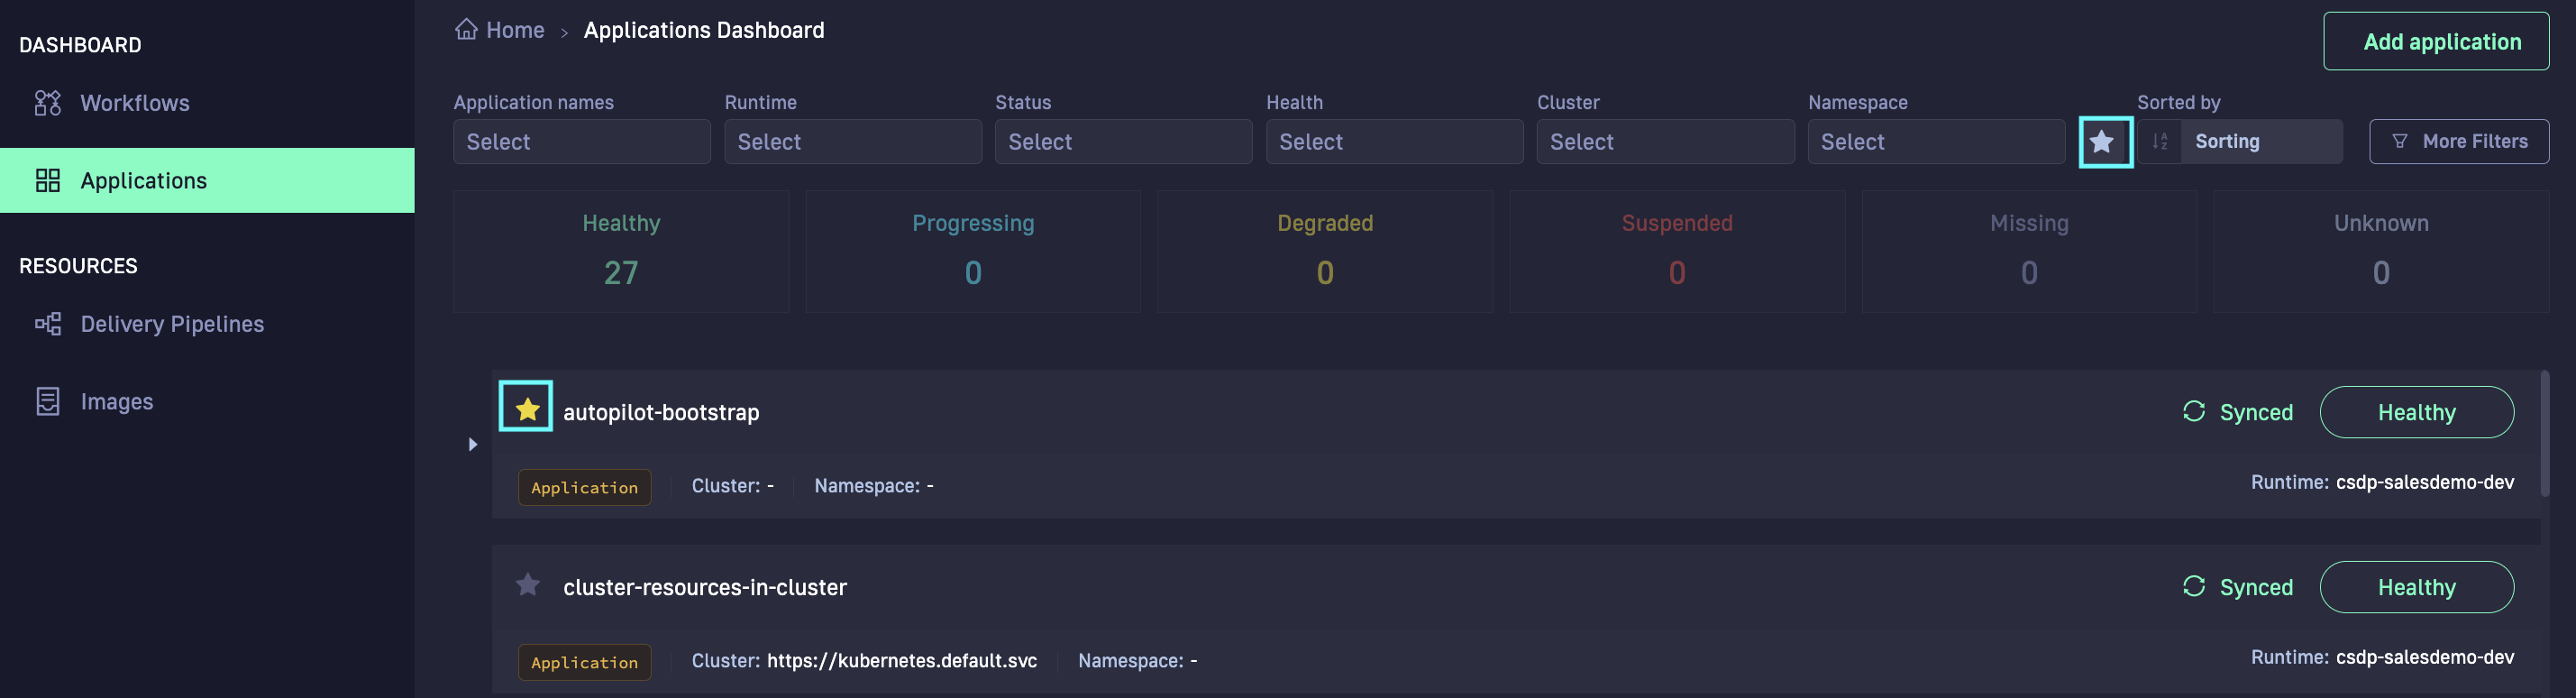 DASHBOARD
Workflows
Applications
RESOURCES
Delivery Pipelines
Images
Home > Applications Dashboard
Add application
Application names Runtime Status Health Cluster Namespace Sorted by
Select Select Select Select Select Select A Z Sorting More Filters
Healthy Progressing Degraded Suspended Missing Unknown
27 0 0 0 0 0
autopilot-bootstrap Synced Healthy
Application Cluster: - Namespace: - Runtime: csdp-salesdemo-dev
cluster-resources-in-cluster Synced Healthy
Application Cluster: https://kubernetes.default.svc Namespace: - Runtime: csdp-salesdemo-dev